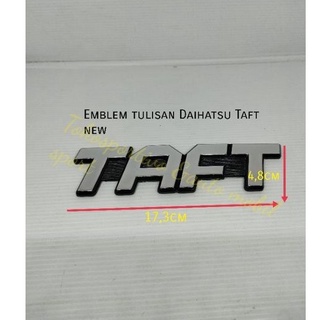 Emblem tulisan Daihatsu Taft
new
TAFT
4,8cm
17,3cm